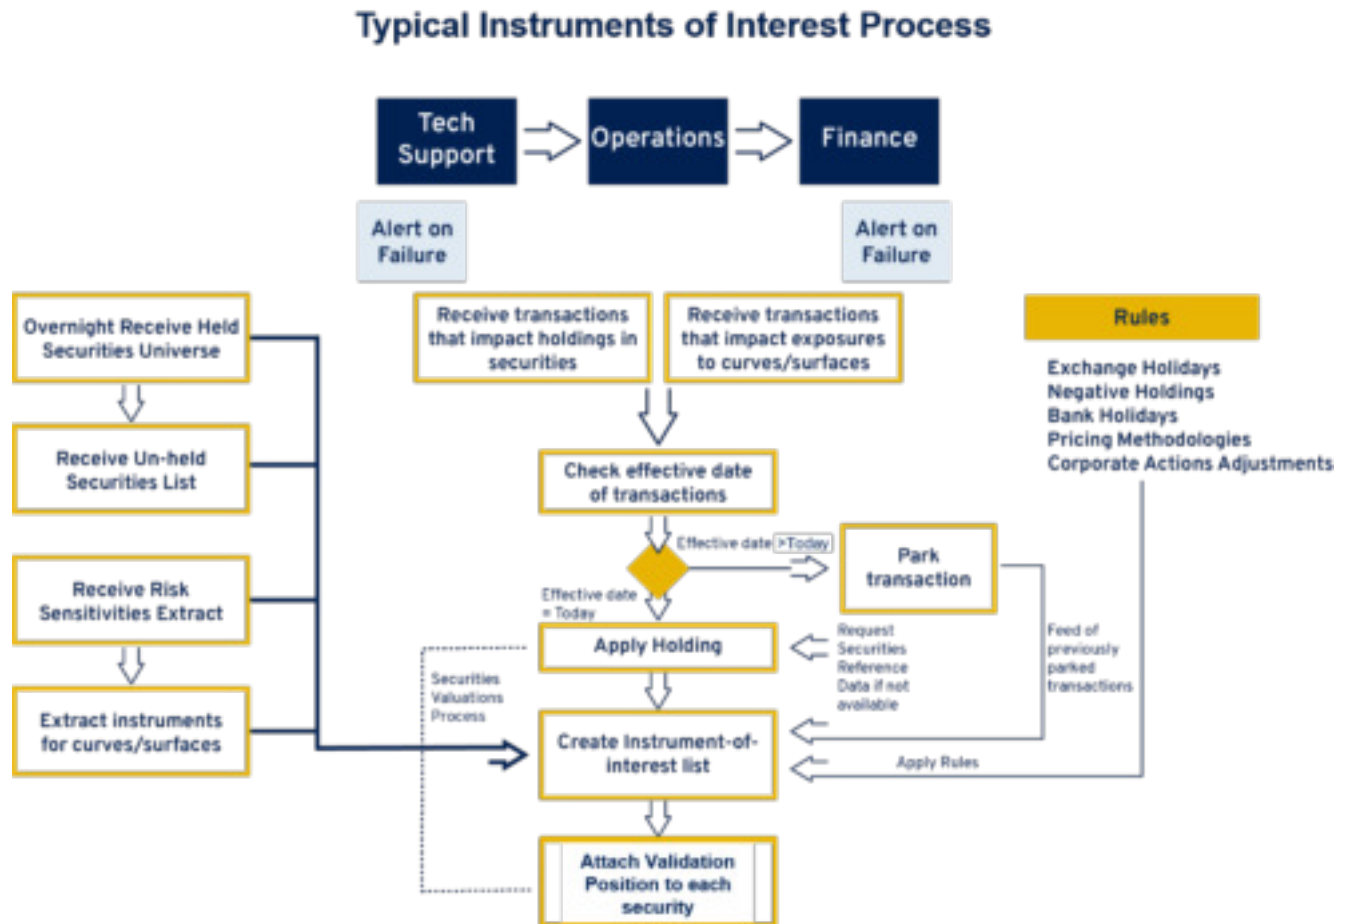 Typical Instruments of Interest Process
Tech
Support
Operations
Finance
Alert on
Failure
Alert on
Failure
Overnight Receive Held
Securities Universe
Receive Un-held
Securities List
Receive Risk
Sensitivities Extract
Extract instruments
for curves/surfaces
Receive transactions
that impact holdings in
securities
Receive transactions
that impact exposures
to curves/surfaces
Check effective date
of transactions
Effective date >Today
Park
transaction
Effective date
= Today
Apply Holding
Request
Securities
Reference
Data if not
available
Feed of
previously
parked
transactions
Securities
Valuations
Process
Create Instrument-of-
interest list
Apply Rules
Attach Validation
Position to each
security
Rules
Exchange Holidays
Negative Holdings
Bank Holidays
Pricing Methodologies
Corporate Actions Adjustments